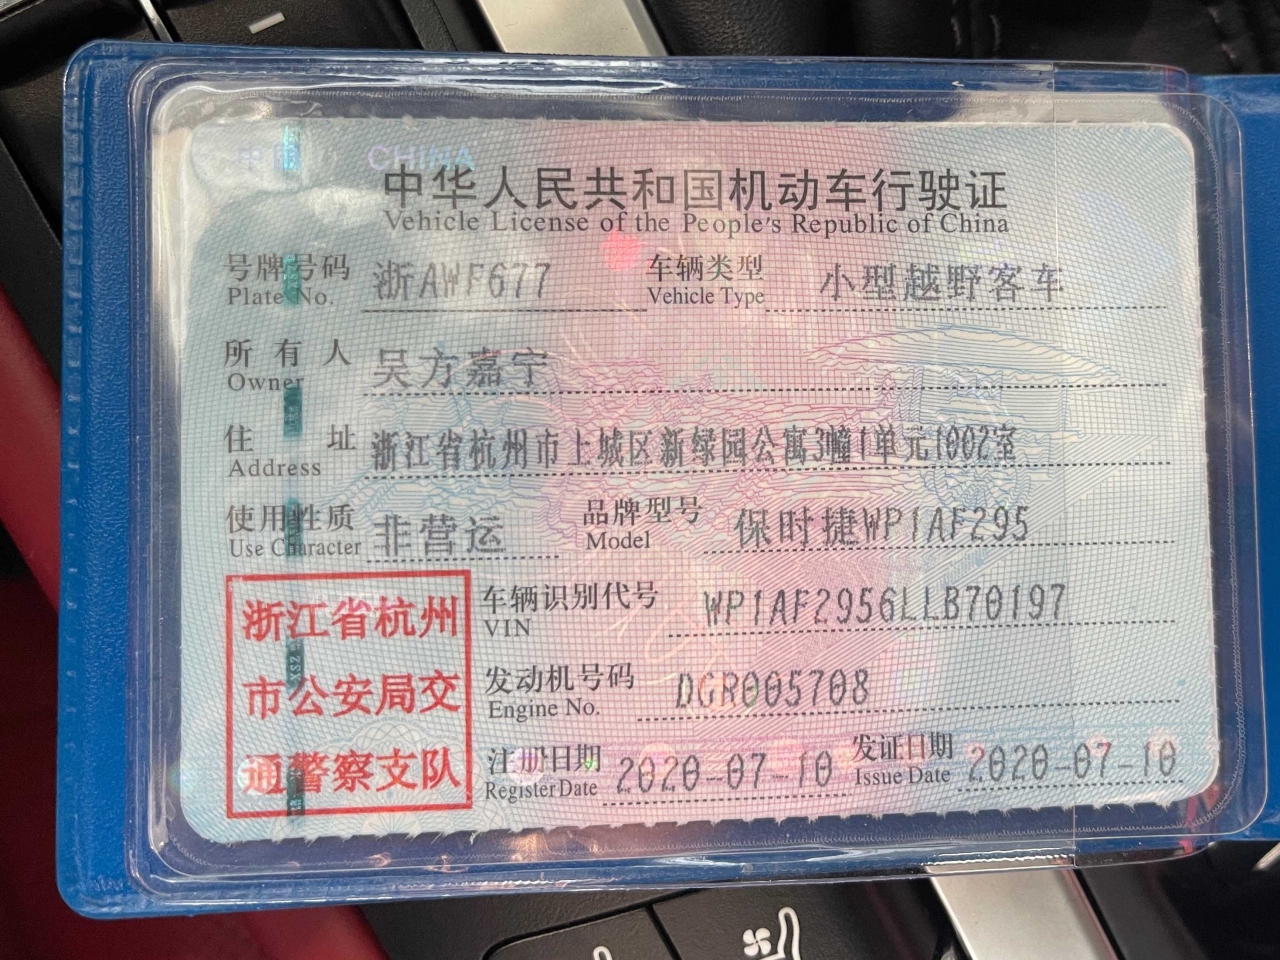 中国 CHINA
中华人民共和国机动车行驶证
Vehicle License of the People's Republic of China
号牌号码 浙AWF677 车辆类型 小型越野客车
Plate No. Vehicle Type
所有人 吴方嘉宁
Owner
住址 浙江省杭州市上城区新绿园公寓3幢1单元1002室
Address
使用性质 非营运 品牌型号 保时捷WP1AF295
Use Character Model
浙江省杭州
市公安局交
通警察支队
车辆识别代号 WP1AF2956LLB70197
VIN
发动机号码 DGR005708
Engine No.
注册日期 2020-07-10 发证日期 2020-07-10
Register Date Issue Date